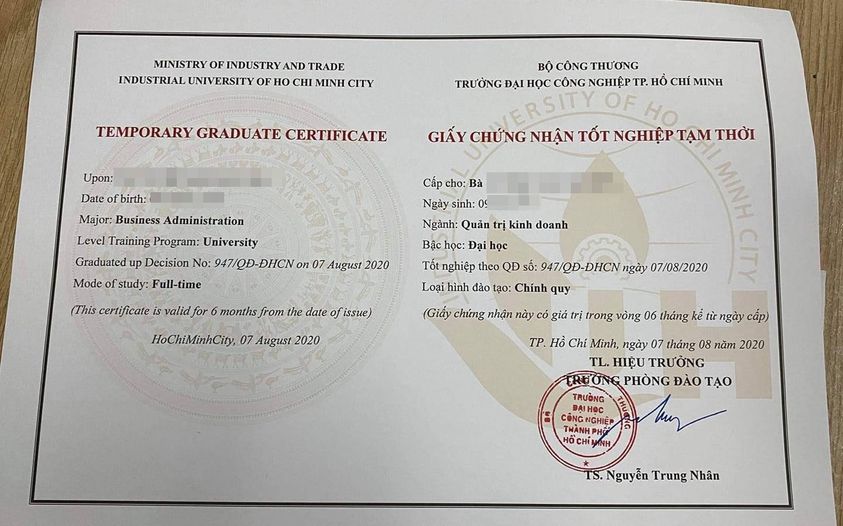 MINISTRY OF INDUSTRY AND TRADE
INDUSTRIAL UNIVERSITY OF HO CHI MINH CITY
TEMPORARY GRADUATE CERTIFICATE
Upon:
Date of birth:
Major: Business Administration
Level Training Program: University
Graduated up Decision No: 947/QĐ-ĐHCN on 07 August 2020
Mode of study: Full-time
(This certificate is valid for 6 months from the date of issue)
HoChiMinhCity, 07 August 2020
BỘ CÔNG THƯƠNG
TRƯỜNG ĐẠI HỌC CÔNG NGHIỆP TP. HỒ CHÍ MINH
GIẤY CHỨNG NHẬN TỐT NGHIỆP TẠM THỜI
Cấp cho: Bà
Ngày sinh: 09
Ngành: Quản trị kinh doanh
Bậc học: Đại học
Tốt nghiệp theo QĐ số: 947/QĐ-ĐHCN ngày 07/08/2020
Loại hình đào tạo: Chính quy
(Giấy chứng nhận này có giá trị trong vòng 06 tháng kể từ ngày cấp)
TP. Hồ Chí Minh, ngày 07 tháng 08 năm 2020
TL. HIỆU TRƯỞNG
TRƯỞNG PHÒNG ĐÀO TẠO
BỘ CÔNG THƯƠNG
TRƯỜNG
ĐẠI HỌC
CÔNG NGHIỆP
THÀNH PHỐ
HỒ CHÍ MINH
TS. Nguyễn Trung Nhân
INDUSTRIAL UNIVERSITY OF HO CHI MINH CITY